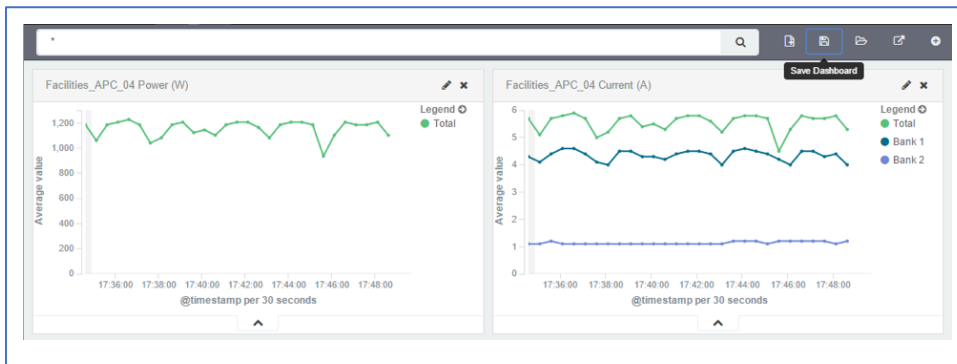 *
Save Dashboard
Facilities_APC_04 Power (W)
Legend
Total
1,200
1,000
800
600
400
200
0
Average value
17:36:00 17:38:00 17:40:00 17:42:00 17:44:00 17:46:00 17:48:00
@timestamp per 30 seconds
Facilities_APC_04 Current (A)
Legend
Total
Bank 1
Bank 2
6
5
4
3
2
1
0
Average value
17:36:00 17:38:00 17:40:00 17:42:00 17:44:00 17:46:00 17:48:00
@timestamp per 30 seconds